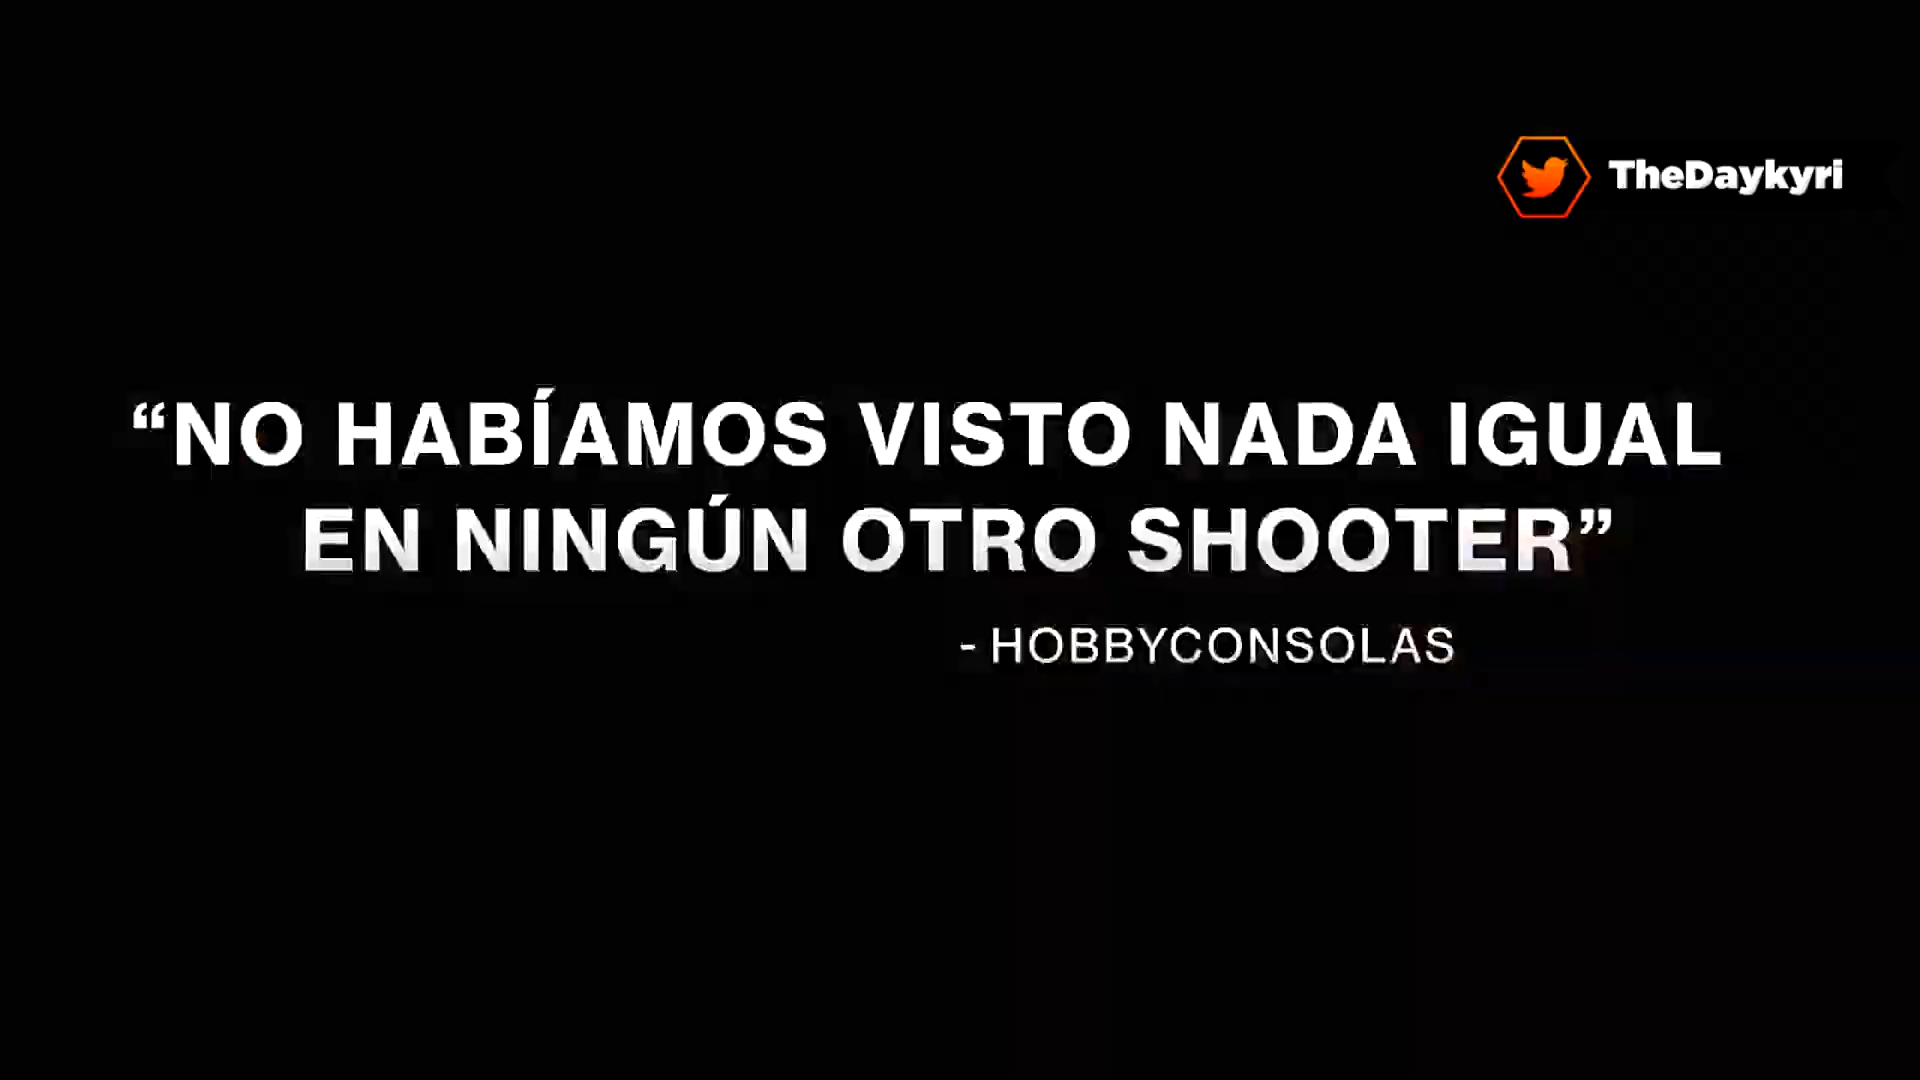 TheDaykyri
“NO HABÍAMOS VISTO NADA IGUAL
EN NINGÚN OTRO SHOOTER”
- HOBBYCONSOLAS